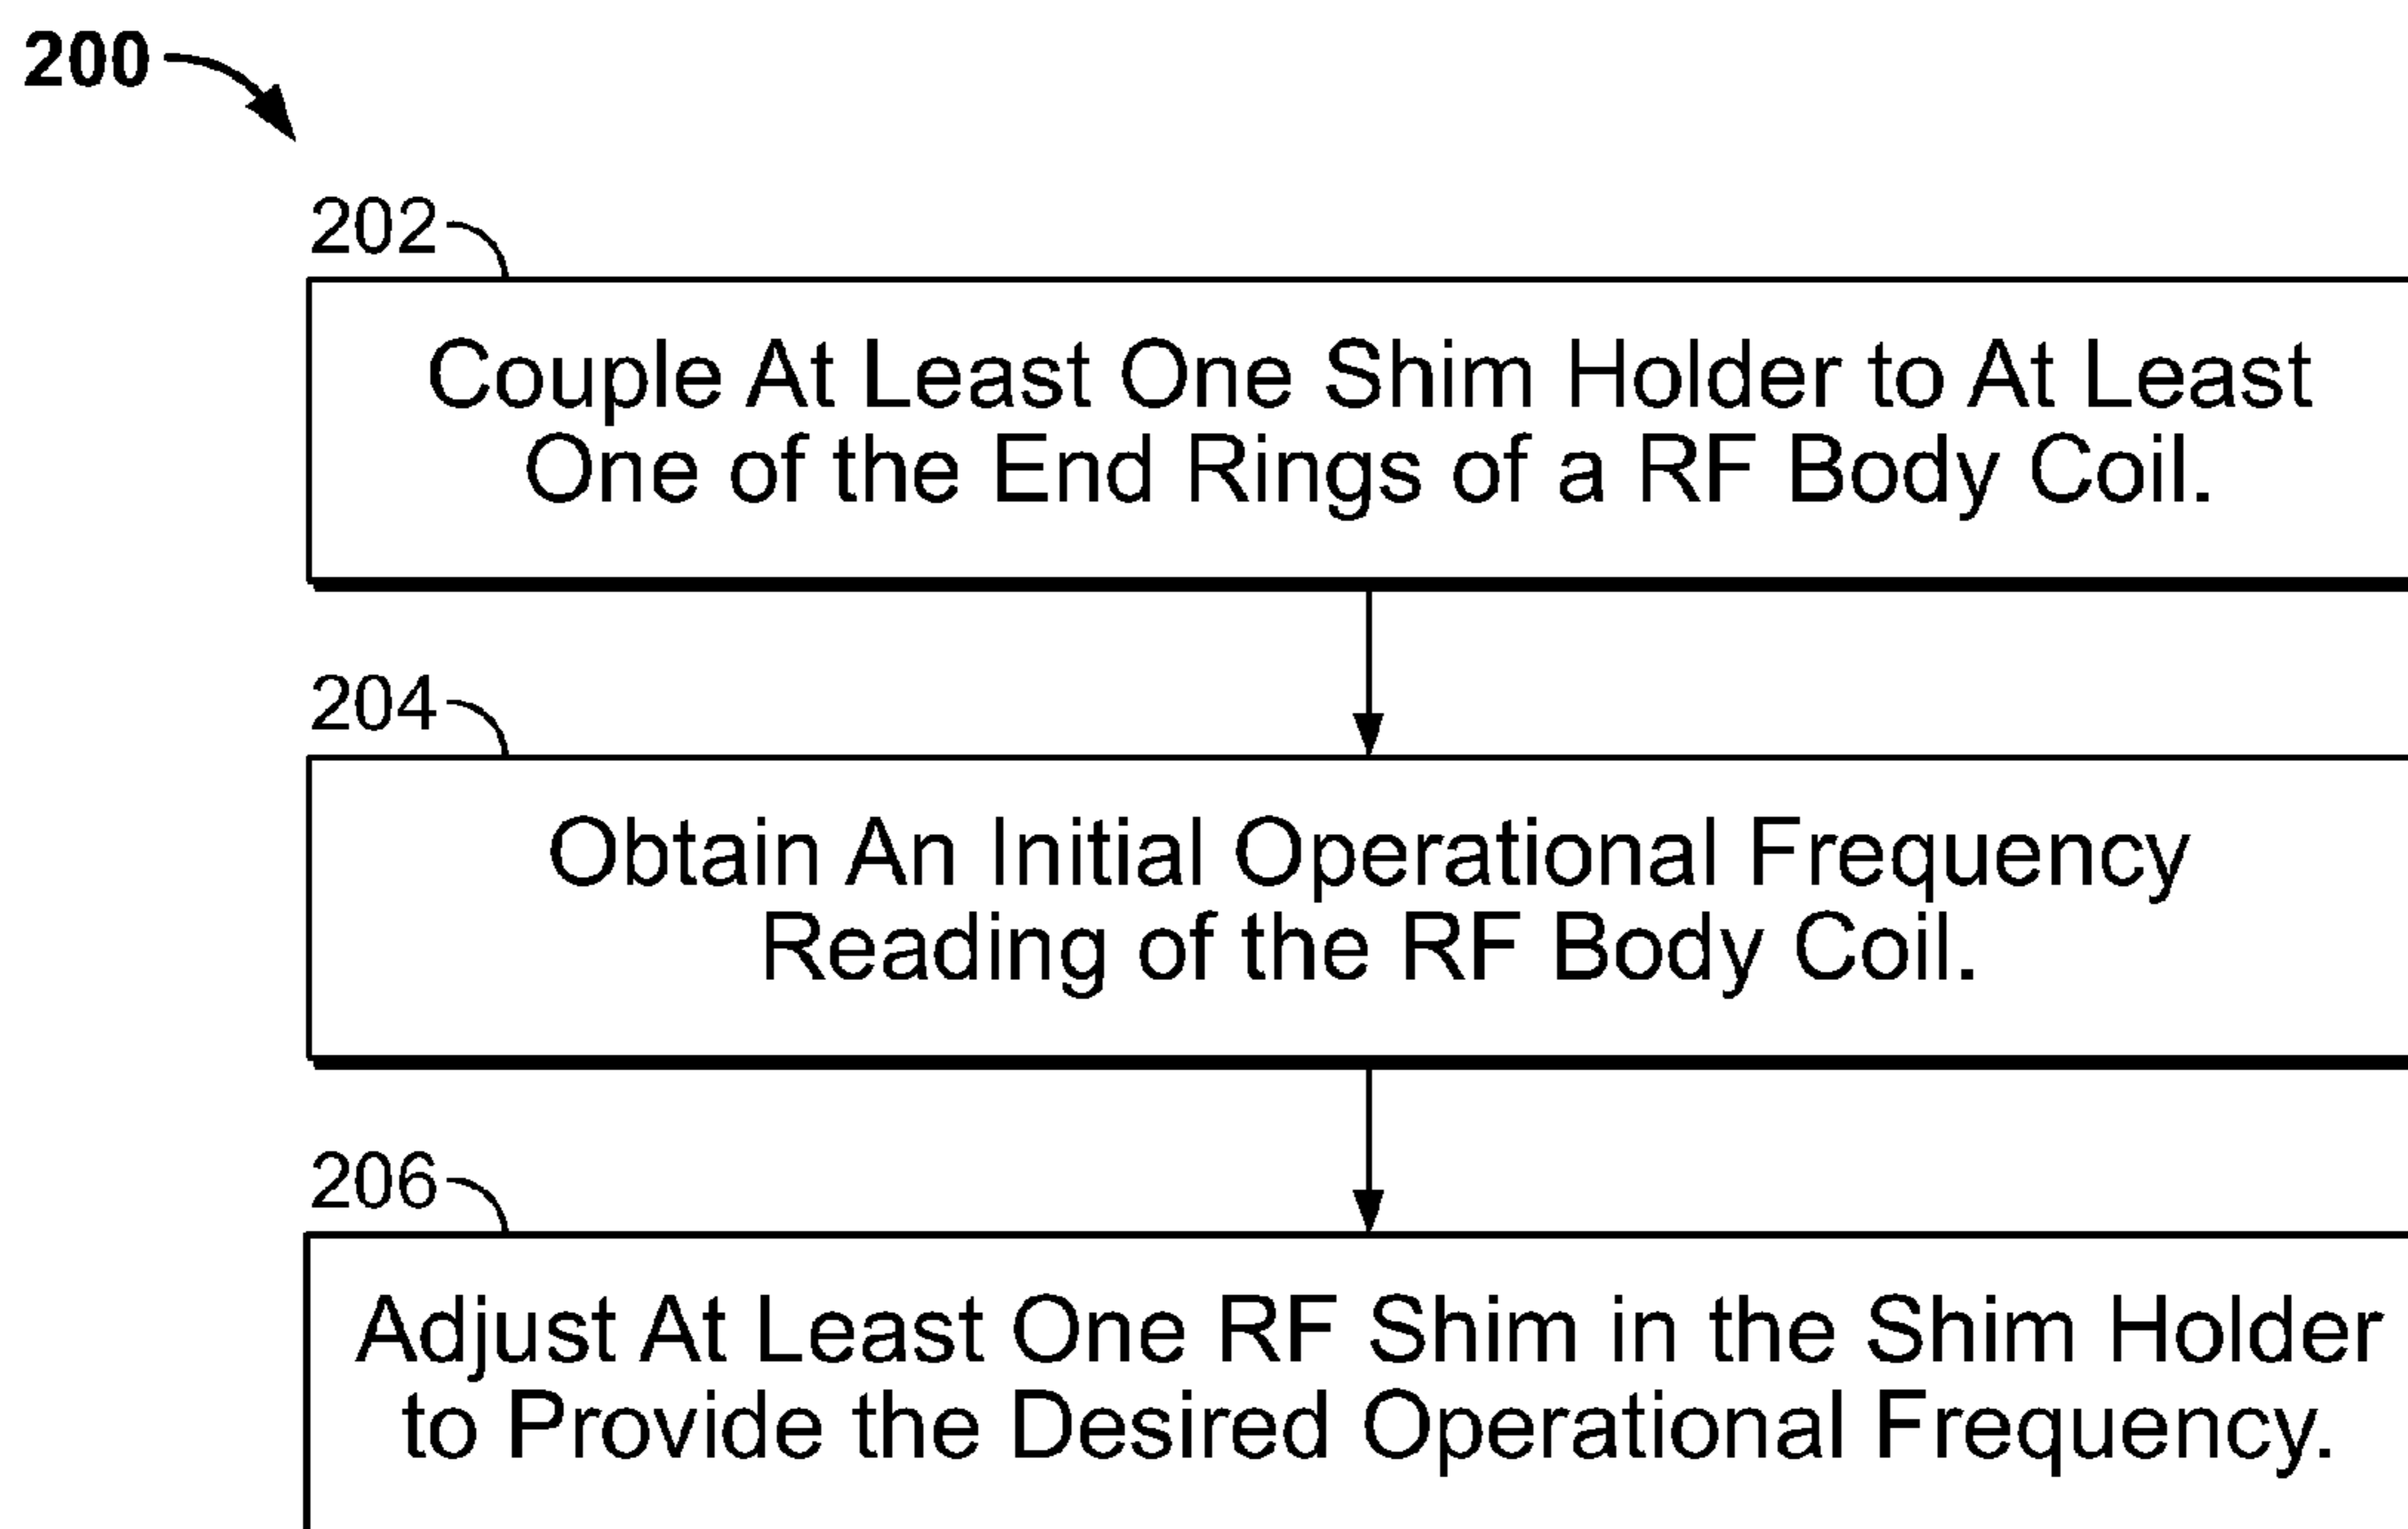 200
202
Couple At Least One Shim Holder to At Least
One of the End Rings of a RF Body Coil.
204
Obtain An Initial Operational Frequency
Reading of the RF Body Coil.
206
Adjust At Least One RF Shim in the Shim Holder
to Provide the Desired Operational Frequency.